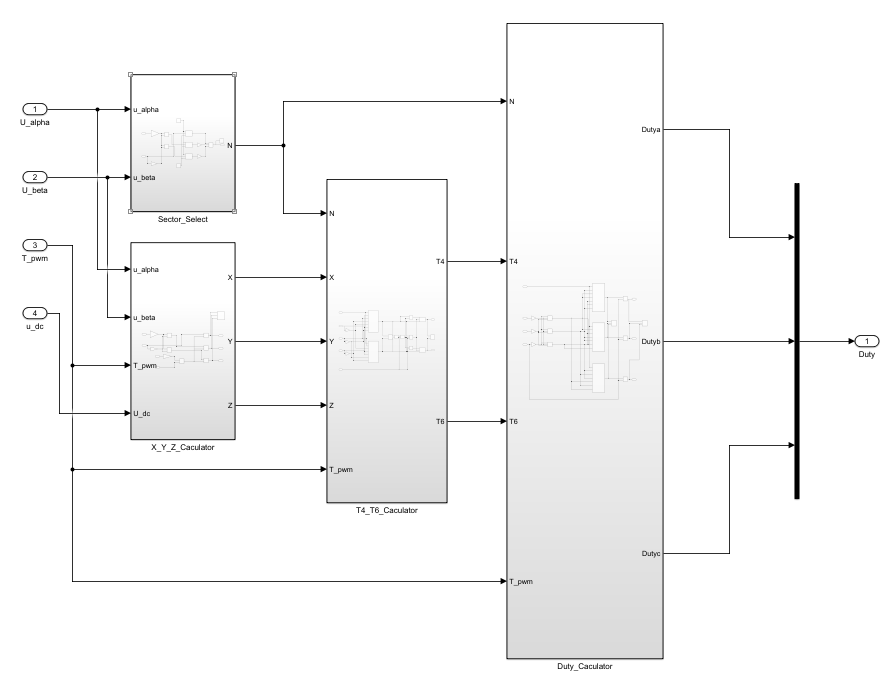 1
U_alpha
2
U_beta
3
T_pwm
4
u_dc
u_alpha
u_beta
N
Sector_Select
u_alpha
u_beta
T_pwm
U_dc
X
Y
Z
X_Y_Z_Caculator
N
X
Y
Z
T_pwm
T4
T6
T4_T6_Caculator
N
T4
T6
T_pwm
Dutya
Dutyb
Dutyc
Duty_Caculator
1
Duty